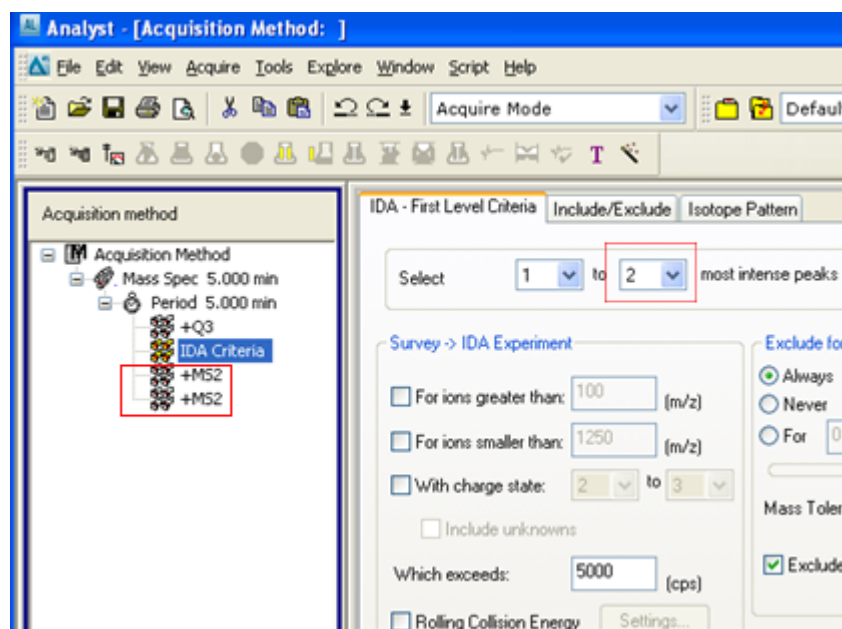 Analyst - [Acquisition Method: ]
File Edit View Acquire Tools Explore Window Script Help
Acquire Mode
Acquisition method
Acquisition Method
Mass Spec 5.000 min
Period 5.000 min
+Q3
IDA Criteria
+MS2
+MS2
IDA - First Level Criteria Include/Exclude Isotope Pattern
Select 1 to 2 most intense peaks
Survey -> IDA Experiment
For ions greater than: 100 (m/z)
For ions smaller than: 1250 (m/z)
With charge state: 2 to 3
Include unknowns
Which exceeds: 5000 (cps)
Rolling Collision Energy Settings...
Exclude
Always
Never
For 0
Mass
Exclude